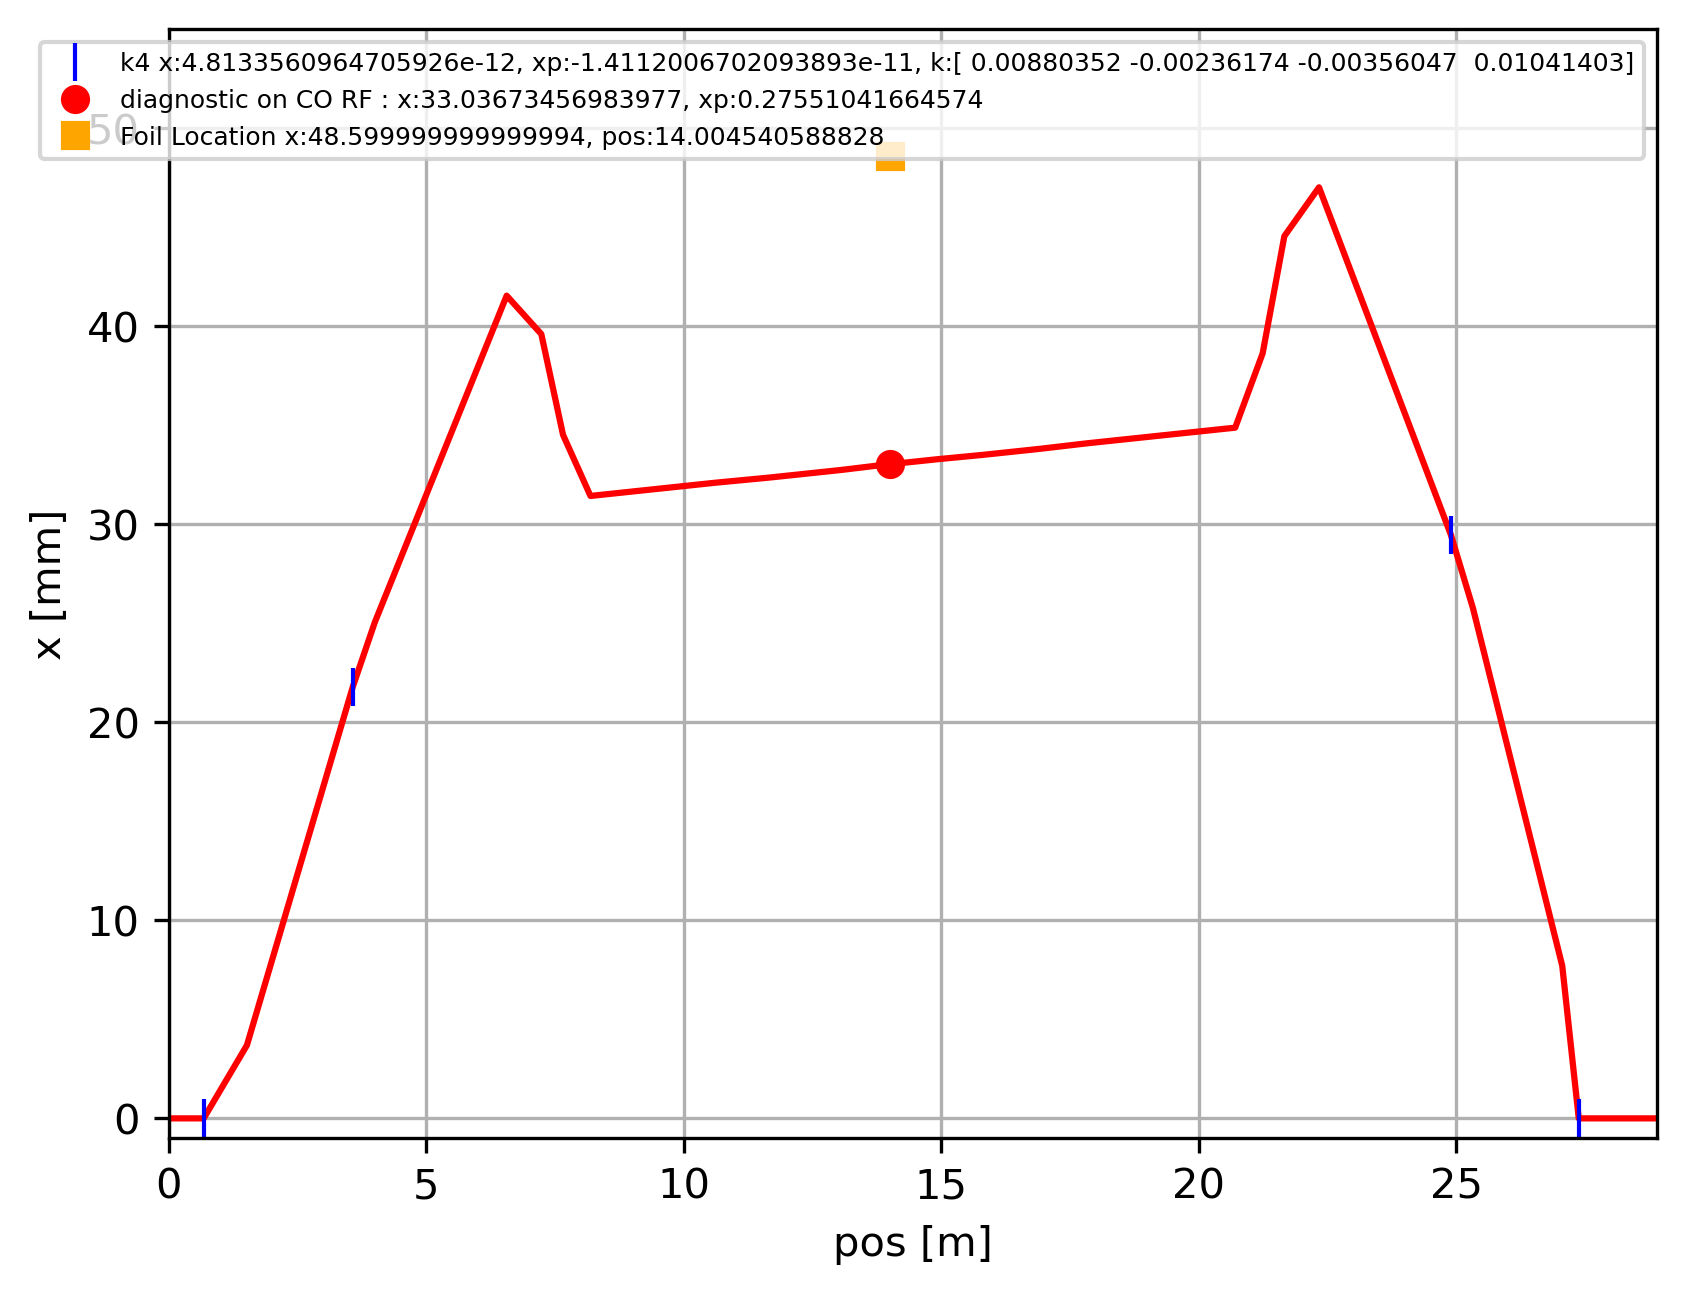 k4 x:4.8133560964705926e-12, xp:-1.4112006702093893e-11, k:[ 0.00880352 -0.00236174 -0.00356047  0.01041403]
diagnostic on CO RF : x:33.03673456983977, xp:0.27551041664574
Foil Location x:48.599999999999994, pos:14.004540588828
50
40
30
20
10
0
x [mm]
0 5 10 15 20 25
pos [m]